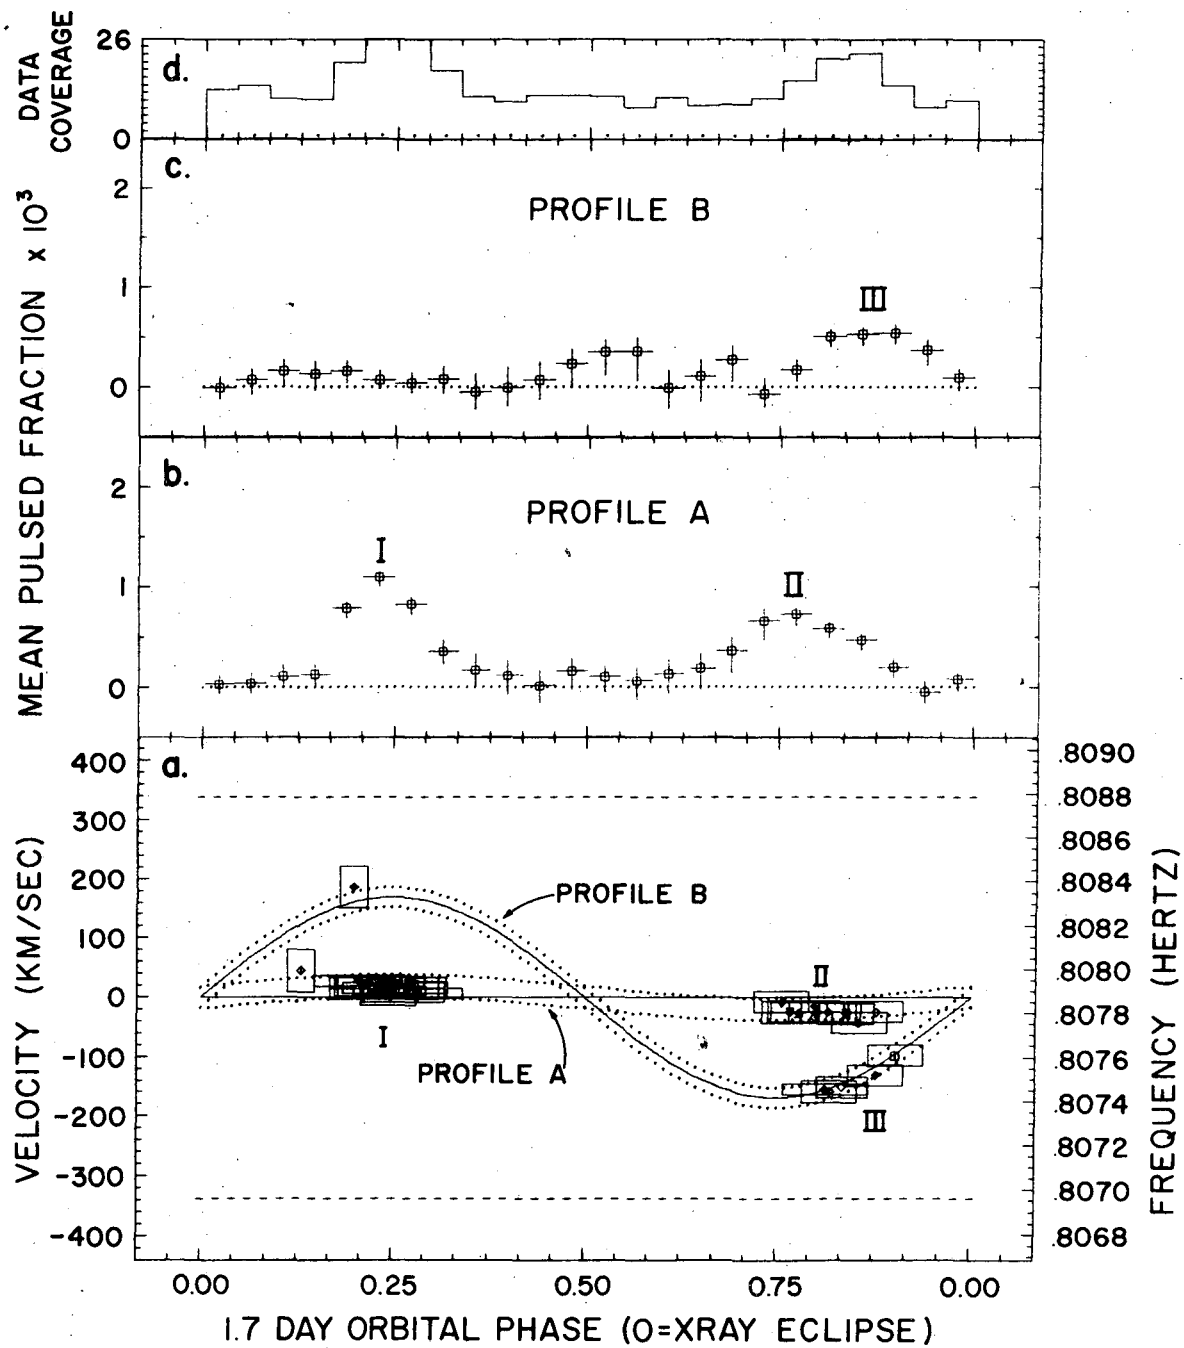 DATA
COVERAGE
26
0
d.
MEAN PULSED FRACTION x 10³
c.
PROFILE B
2
1
0
III
b.
PROFILE A
2
1
0
I
II
a.
VELOCITY (KM/SEC)
400
300
200
100
0
-100
-200
-300
-400
PROFILE B
PROFILE A
I
II
III
.8090
.8088
.8086
.8084
.8082
.8080
.8078
.8076
.8074
.8072
.8070
.8068
FREQUENCY (HERTZ)
0.00 0.25 0.50 0.75 0.00
1.7 DAY ORBITAL PHASE (0=XRAY ECLIPSE)